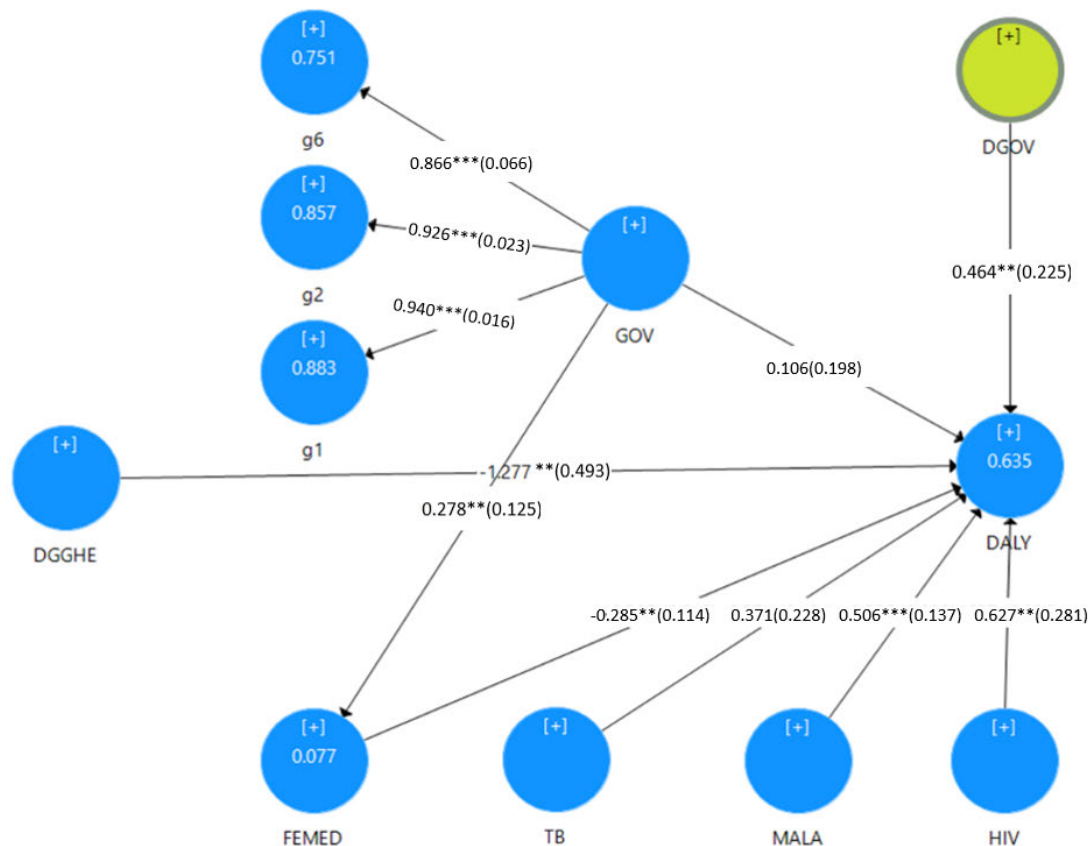 [+]
0.751
g6
[+]
DGOV
0.866***(0.066)
[+]
0.857
g2
0.926***(0.023)
[+]
GOV
0.464**(0.225)
0.940***(0.016)
[+]
0.883
g1
0.106(0.198)
[+]
DGGHE
-1.277 **(0.493)
[+]
0.635
DALY
0.278**(0.125)
-0.285**(0.114)
0.371(0.228)
0.506***(0.137)
0.627**(0.281)
[+]
0.077
FEMED
[+]
TB
[+]
MALA
[+]
HIV